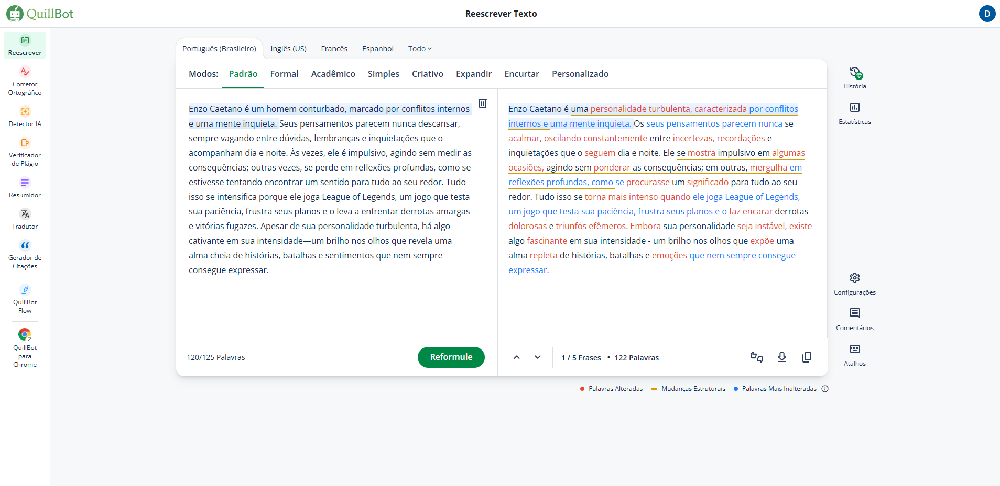 QuillBot
Reescrever Texto
D
Reescrever
Corretor
Ortográfico
Detector IA
Verificador
de Plágio
Resumidor
Tradutor
Gerador de
Citações
QuillBot
Flow
QuillBot
para
Chrome
Português (Brasileiro) Inglês (US) Francês Espanhol Todo
Modos: Padrão Formal Acadêmico Simples Criativo Expandir Encurtar Personalizado
Enzo Caetano é um homem conturbado, marcado por conflitos internos
e uma mente inquieta. Seus pensamentos parecem nunca descansar,
sempre vagando entre dúvidas, lembranças e inquietações que o
acompanham dia e noite. Às vezes, ele é impulsivo, agindo sem medir as
consequências; outras vezes, se perde em reflexões profundas, como se
estivesse tentando encontrar um sentido para tudo ao seu redor. Tudo
isso se intensifica porque ele joga League of Legends, um jogo que testa
sua paciência, frustra seus planos e o leva a enfrentar derrotas amargas
e vitórias fugazes. Apesar de sua personalidade turbulenta, há algo
cativante em sua intensidade—um brilho nos olhos que revela uma
alma cheia de histórias, batalhas e sentimentos que nem sempre
consegue expressar.
120/125 Palavras
Reformule
Enzo Caetano é uma personalidade turbulenta, caracterizada por conflitos
internos e uma mente inquieta. Os seus pensamentos parecem nunca se
acalmar, oscilando constantemente entre incertezas, recordações e
inquietações que o seguem dia e noite. Ele se mostra impulsivo em algumas
ocasiões, agindo sem ponderar as consequências; em outras, mergulha em
reflexões profundas, como se procurasse um significado para tudo ao seu
redor. Tudo isso se torna mais intenso quando ele joga League of Legends,
um jogo que testa sua paciência, frustra seus planos e o faz encarar derrotas
dolorosas e triunfos efêmeros. Embora sua personalidade seja instável, existe
algo fascinante em sua intensidade - um brilho nos olhos que expõe uma
alma repleta de histórias, batalhas e emoções que nem sempre consegue
expressar.
1 / 5 Frases • 122 Palavras
Palavras Alteradas Mudanças Estruturais Palavras Mais Inalteradas
História
Estatísticas
Configurações
Comentários
Atalhos